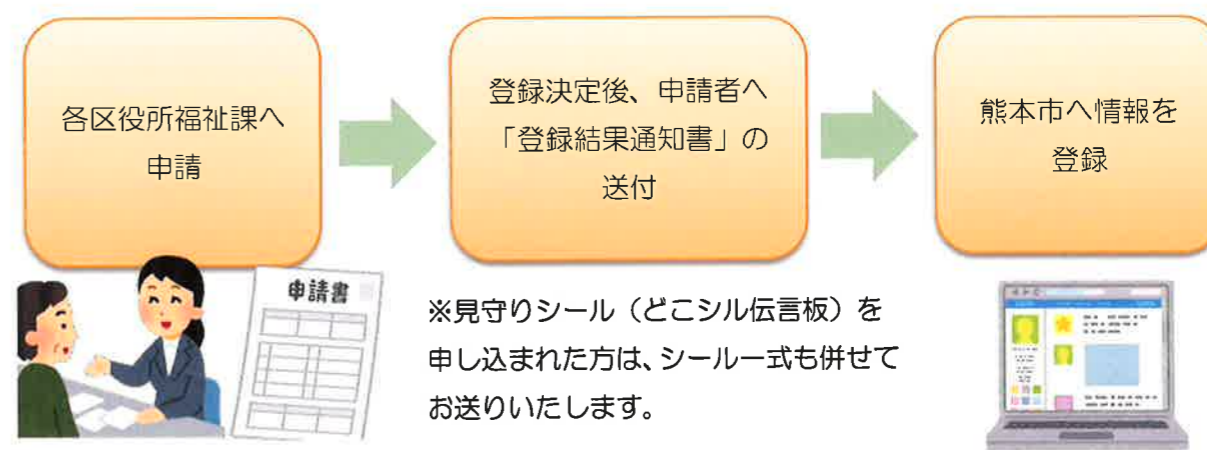 各区役所福祉課へ
申請
登録決定後、申請者へ
「登録結果通知書」の
送付
熊本市へ情報を
登録
申請書
※見守りシール（どこシル伝言板）を
申し込まれた方は、シール一式も併せて
お送りいたします。